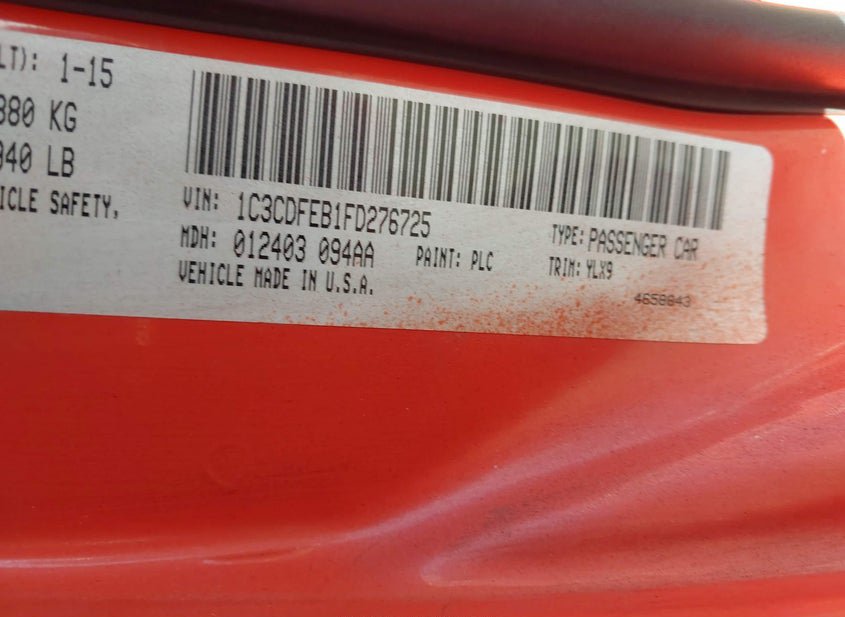 LT): 1-15
880 KG
940 LB
ICLE SAFETY,
VIN: 1C3CDFEB1FD276725
TYPE: PASSENGER CAR
MDH: 012403 094AA
PAINT: PLC
TRIM: YLX9
VEHICLE MADE IN U.S.A.
4658843